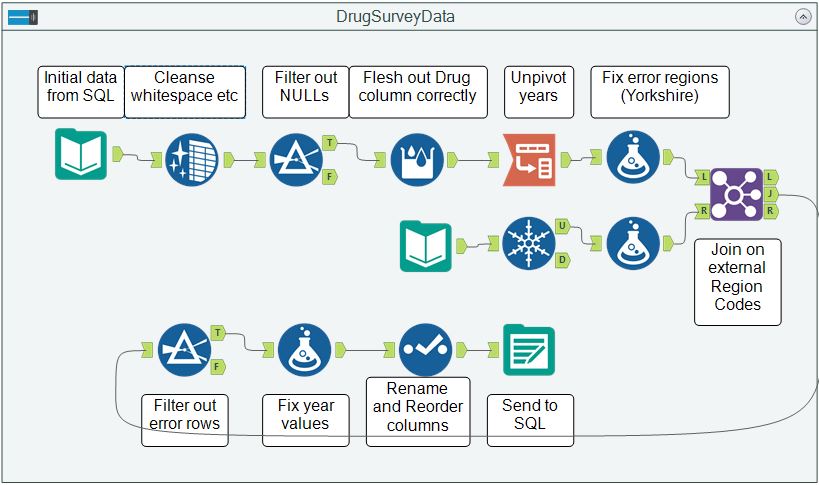 DrugSurveyData
Initial data
from SQL
Cleanse
whitespace etc
Filter out
NULLs
Flesh out Drug
column correctly
Unpivot
years
Fix error regions
(Yorkshire)
T
F
L
R
L
J
R
U
D
Join on
external
Region
Codes
T
F
Filter out
error rows
Fix year
values
Rename
and Reorder
columns
Send to
SQL